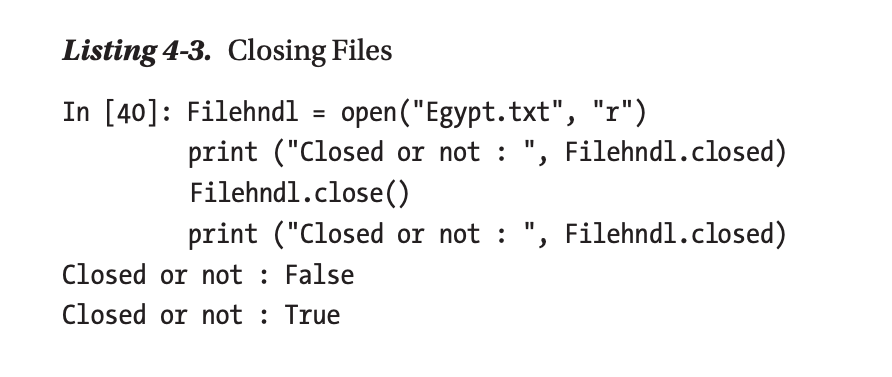 Listing 4-3. Closing Files
In [40]: Filehndl = open("Egypt.txt", "r")
         print ("Closed or not : ", Filehndl.closed)
         Filehndl.close()
         print ("Closed or not : ", Filehndl.closed)
Closed or not : False
Closed or not : True